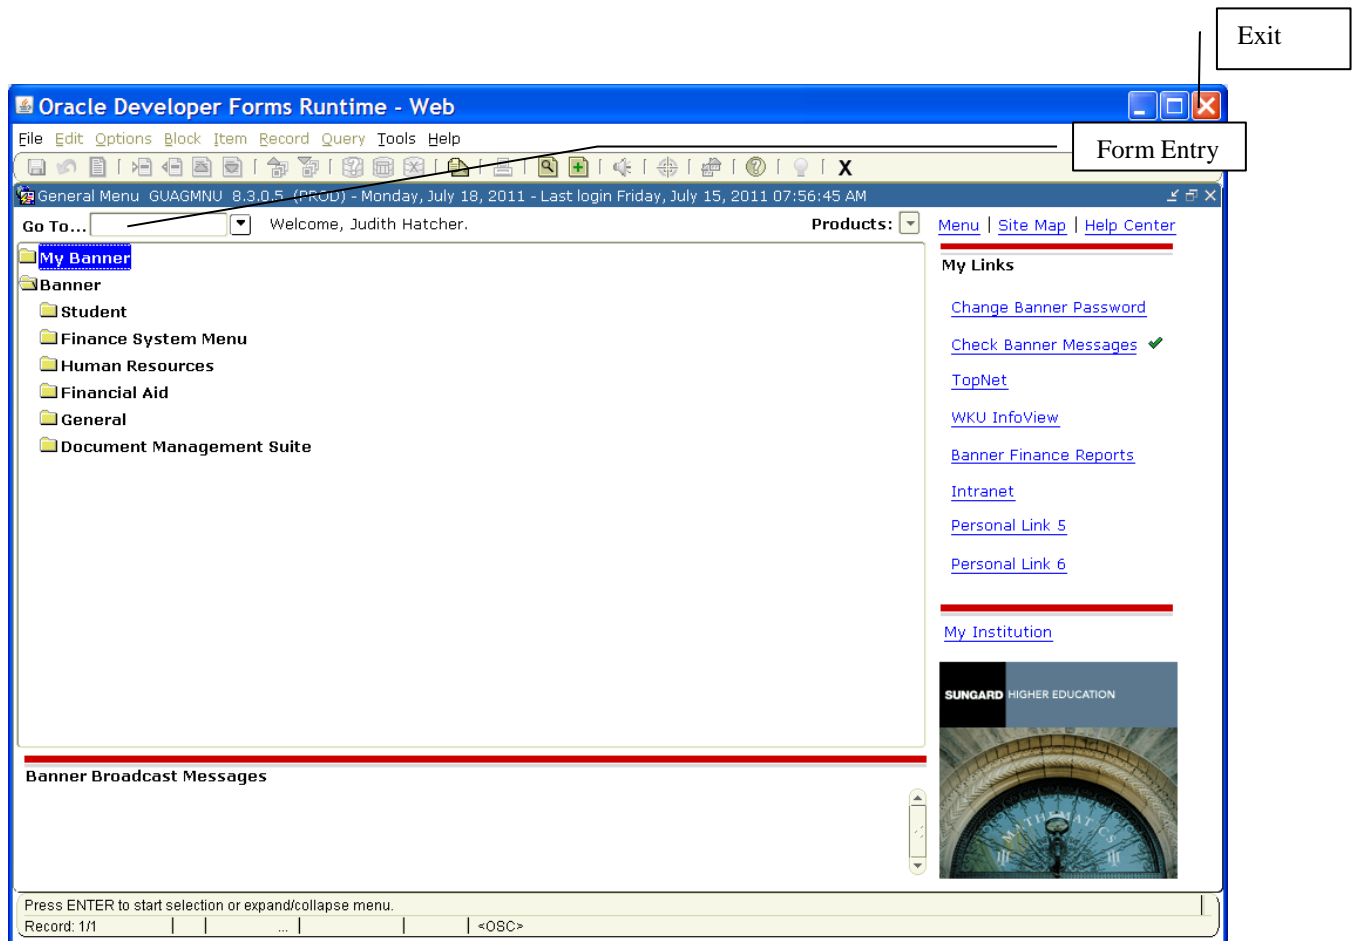 Exit
Oracle Developer Forms Runtime - Web
File Edit Options Block Item Record Query Tools Help
Form Entry
X
General Menu GUAGMNU 8.3.0.5 (PROD) - Monday, July 18, 2011 - Last login Friday, July 15, 2011 07:56:45 AM
Go To... Welcome, Judith Hatcher. Products: Menu | Site Map | Help Center
My Banner
Banner
Student
Finance System Menu
Human Resources
Financial Aid
General
Document Management Suite
My Links
Change Banner Password
Check Banner Messages
TopNet
WKU InfoView
Banner Finance Reports
Intranet
Personal Link 5
Personal Link 6
My Institution
SUNGARD HIGHER EDUCATION
MATHEMATICS
Banner Broadcast Messages
Press ENTER to start selection or expand/collapse menu.
Record: 1/1 ... <OSC>